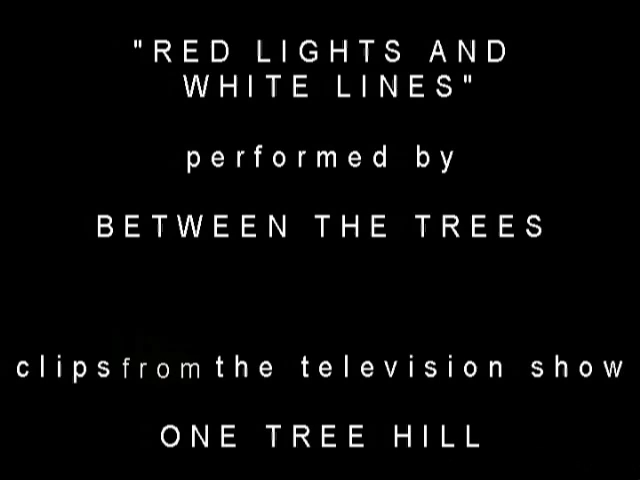 "RED LIGHTS AND
WHITE LINES"
performed by
BETWEEN THE TREES
clips from the television show
ONE TREE HILL